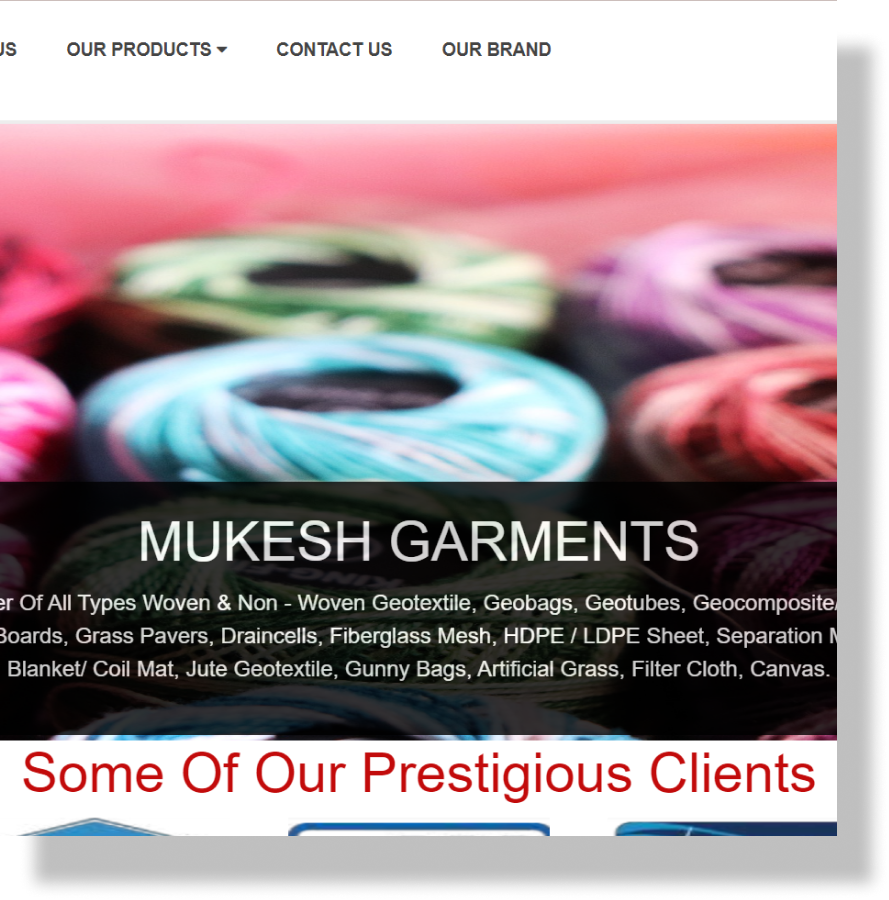 US OUR PRODUCTS CONTACT US OUR BRAND
MUKESH GARMENTS
er Of All Types Woven & Non - Woven Geotextile, Geobags, Geotubes, Geocomposite/
Boards, Grass Pavers, Draincells, Fiberglass Mesh, HDPE / LDPE Sheet, Separation M
Blanket/ Coil Mat, Jute Geotextile, Gunny Bags, Artificial Grass, Filter Cloth, Canvas.
Some Of Our Prestigious Clients